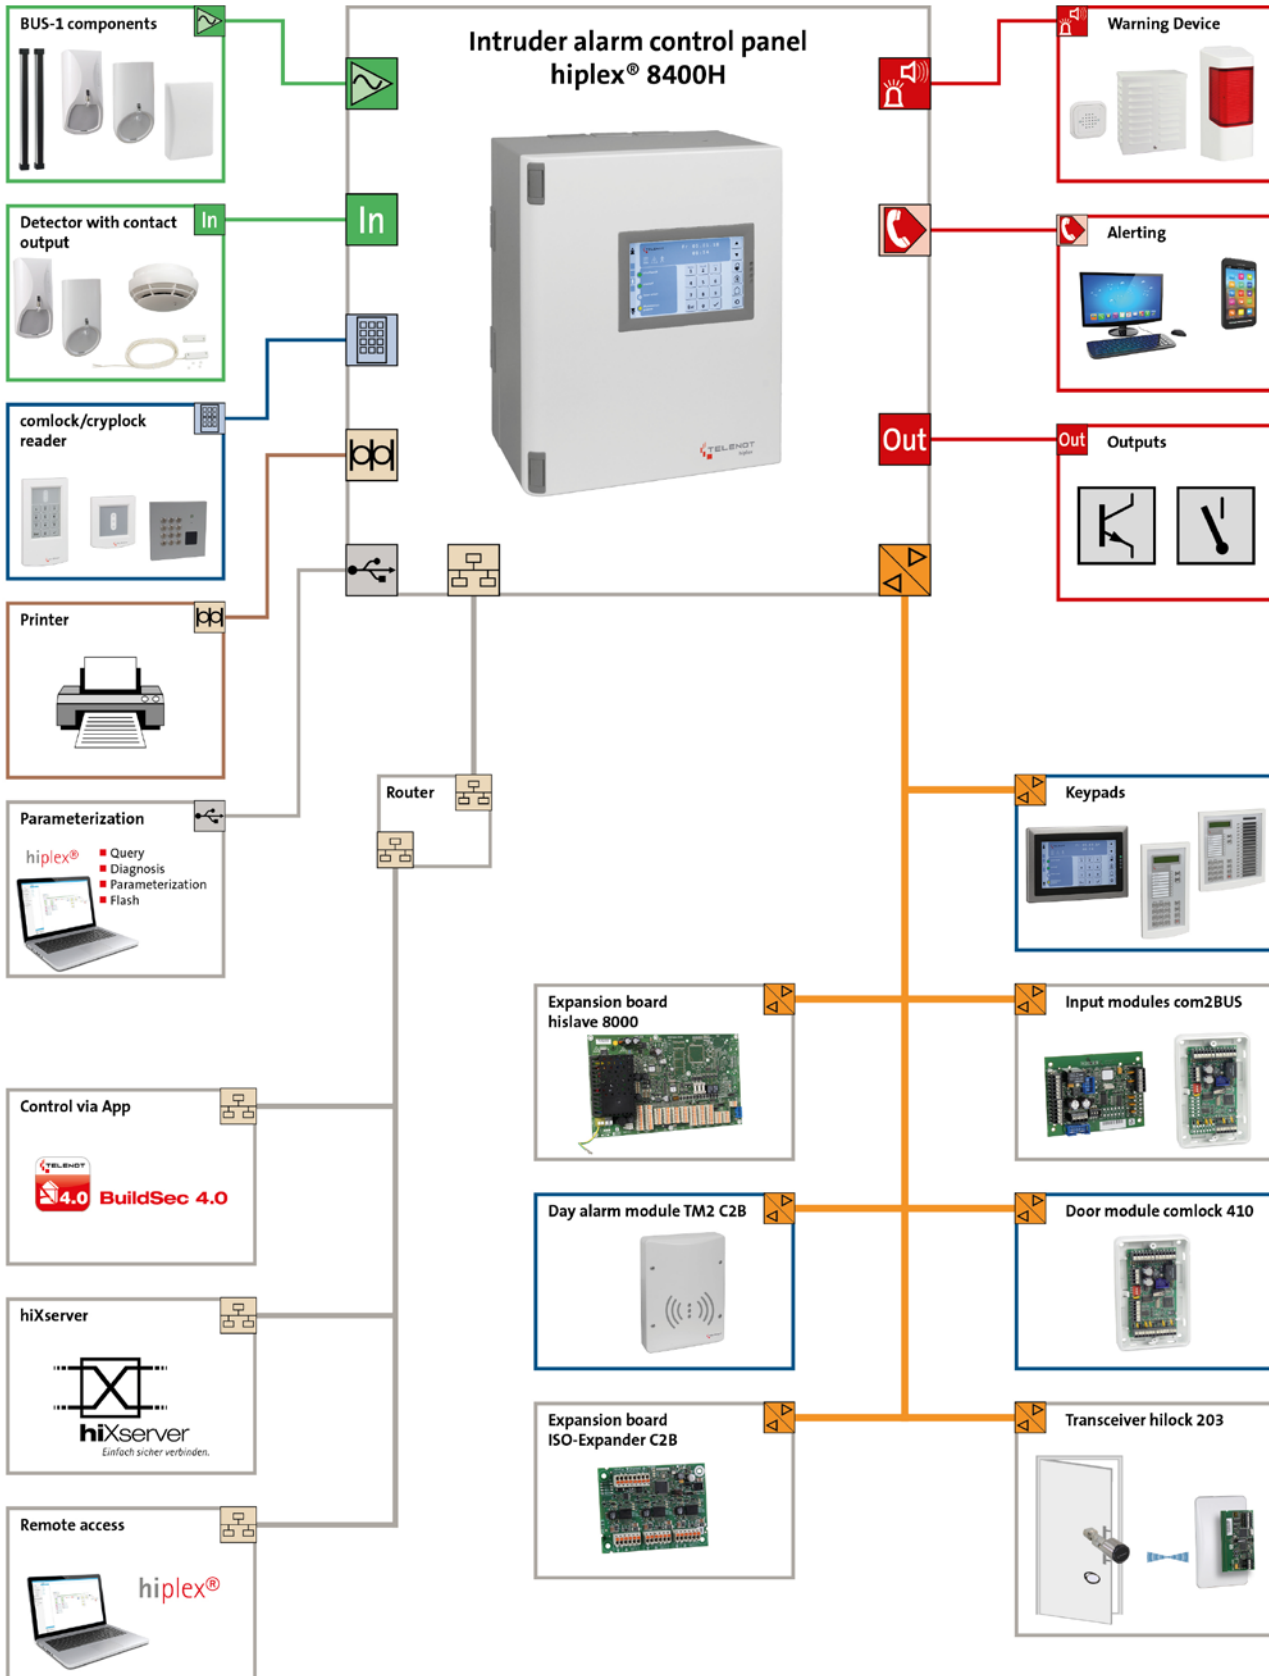 BUS-1 components
Intruder alarm control panel
hiplex® 8400H
Warning Device
Detector with contact
output
In
In
Alerting
TELENOT
hiplex
comlock/cryplock
reader
Out
Out
Outputs
Printer
Router
Keypads
Parameterization
hiplex®
Query
Diagnosis
Parameterization
Flash
Expansion board
hislave 8000
Input modules com2BUS
Control via App
TELENOT
4.0
BuildSec 4.0
Day alarm module TM2 C2B
Door module comlock 410
hiXserver
hiXserver
Einfach sicher verbinden.
Expansion board
ISO-Expander C2B
Transceiver hilock 203
Remote access
hiplex®